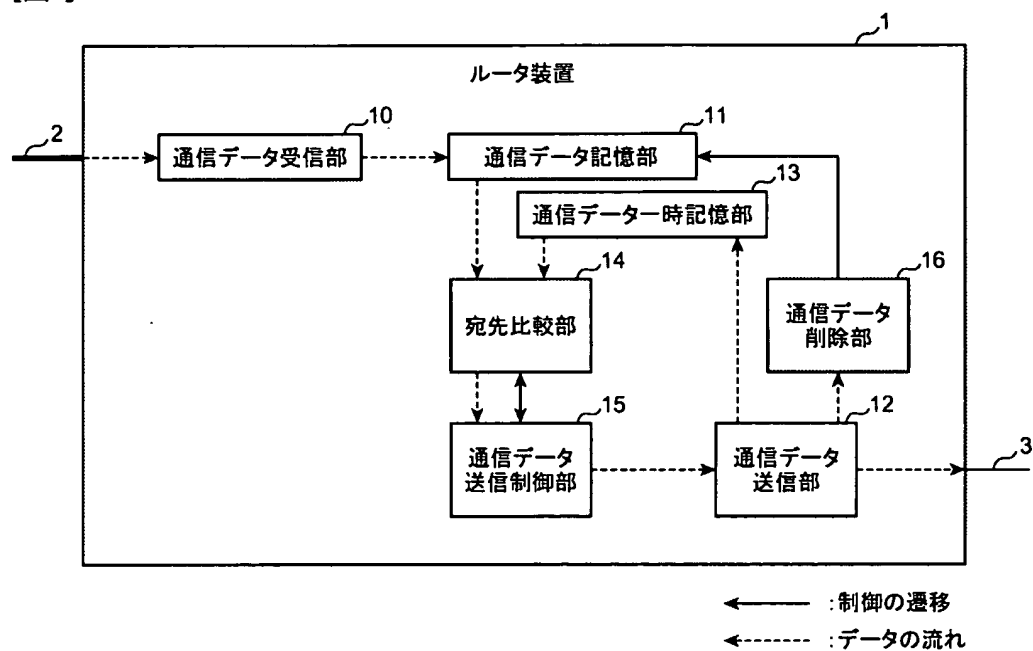 1
ルータ装置
2
10
通信データ受信部
11
通信データ記憶部
13
通信データ一時記憶部
14
宛先比較部
16
通信データ
削除部
15
通信データ
送信制御部
12
通信データ
送信部
3
:制御の遷移
:データの流れ